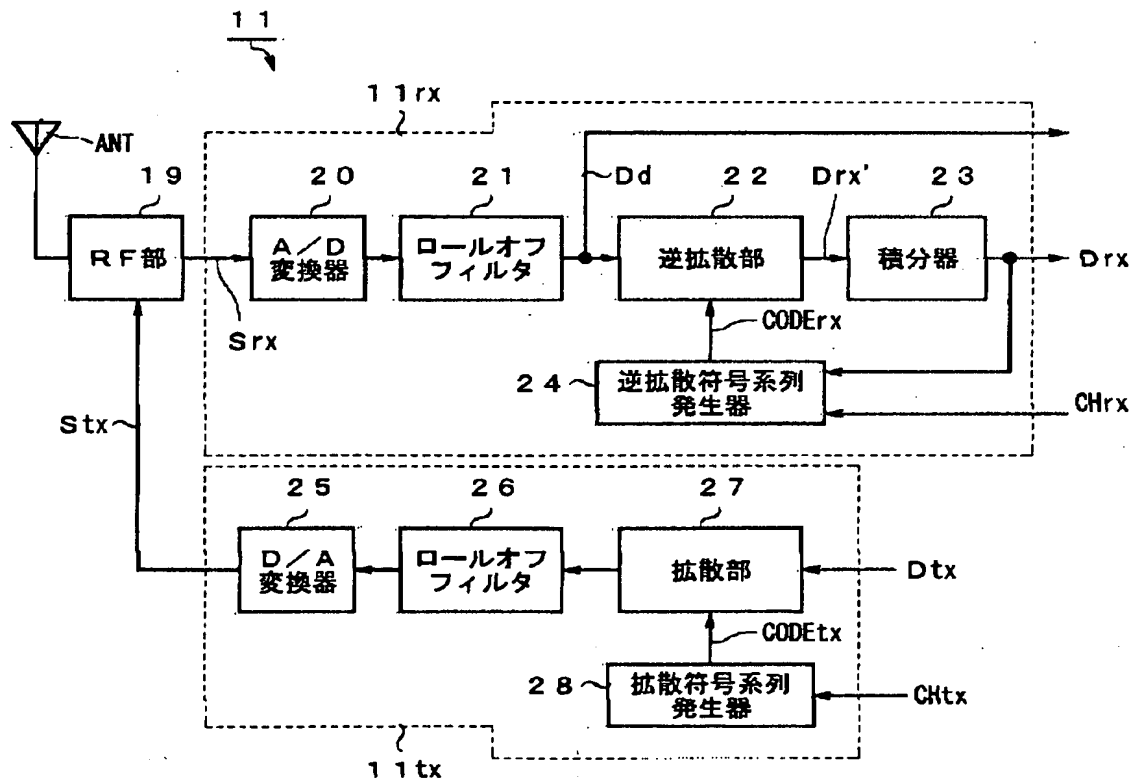 11
11rx
ANT
19
20
21
Dd
22
Drx'
23
RF部
A/D
変換器
ロールオフ
フィルタ
逆拡散部
積分器
Drx
Srx
CODErx
24
逆拡散符号系列
発生器
CHrx
Stx
25
26
27
D/A
変換器
ロールオフ
フィルタ
拡散部
Dtx
CODEtx
28
拡散符号系列
発生器
CHtx
11tx